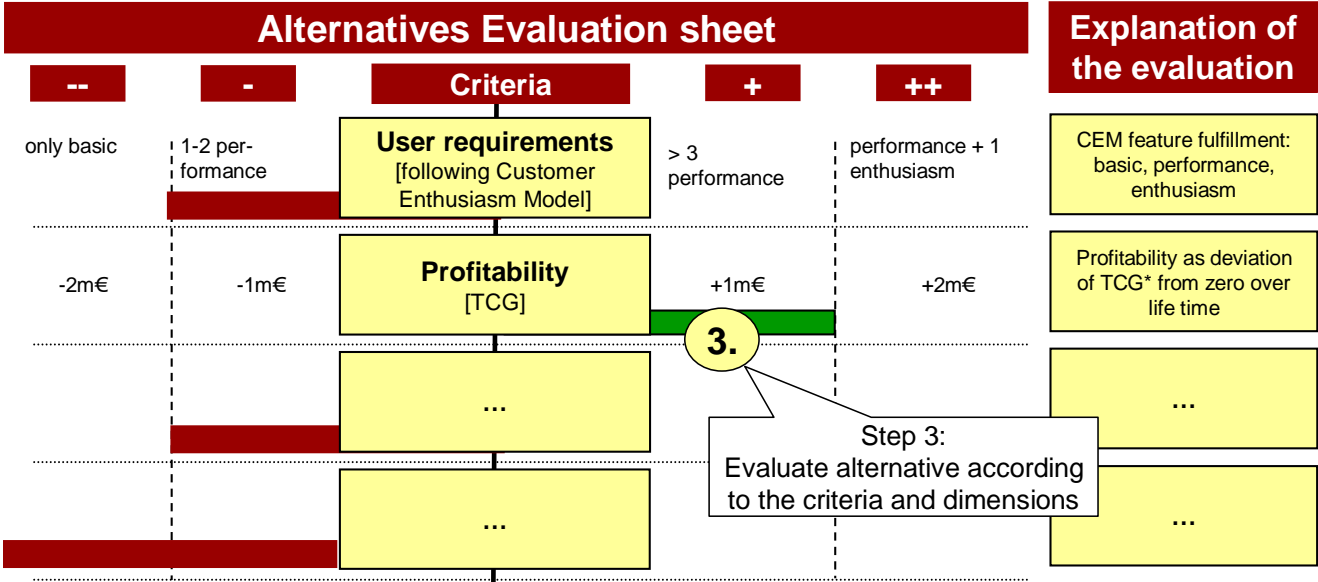 Alternatives Evaluation sheet
Explanation of
the evaluation
--
-
Criteria
+
++
only basic
1-2 per-
formance
User requirements
[following Customer
Enthusiasm Model]
> 3
performance
performance + 1
enthusiasm
CEM feature fulfillment:
basic, performance,
enthusiasm
-2m€
-1m€
Profitability
[TCG]
+1m€
+2m€
Profitability as deviation
of TCG* from zero over
life time
3.
...
...
Step 3:
Evaluate alternative according
to the criteria and dimensions
...
...